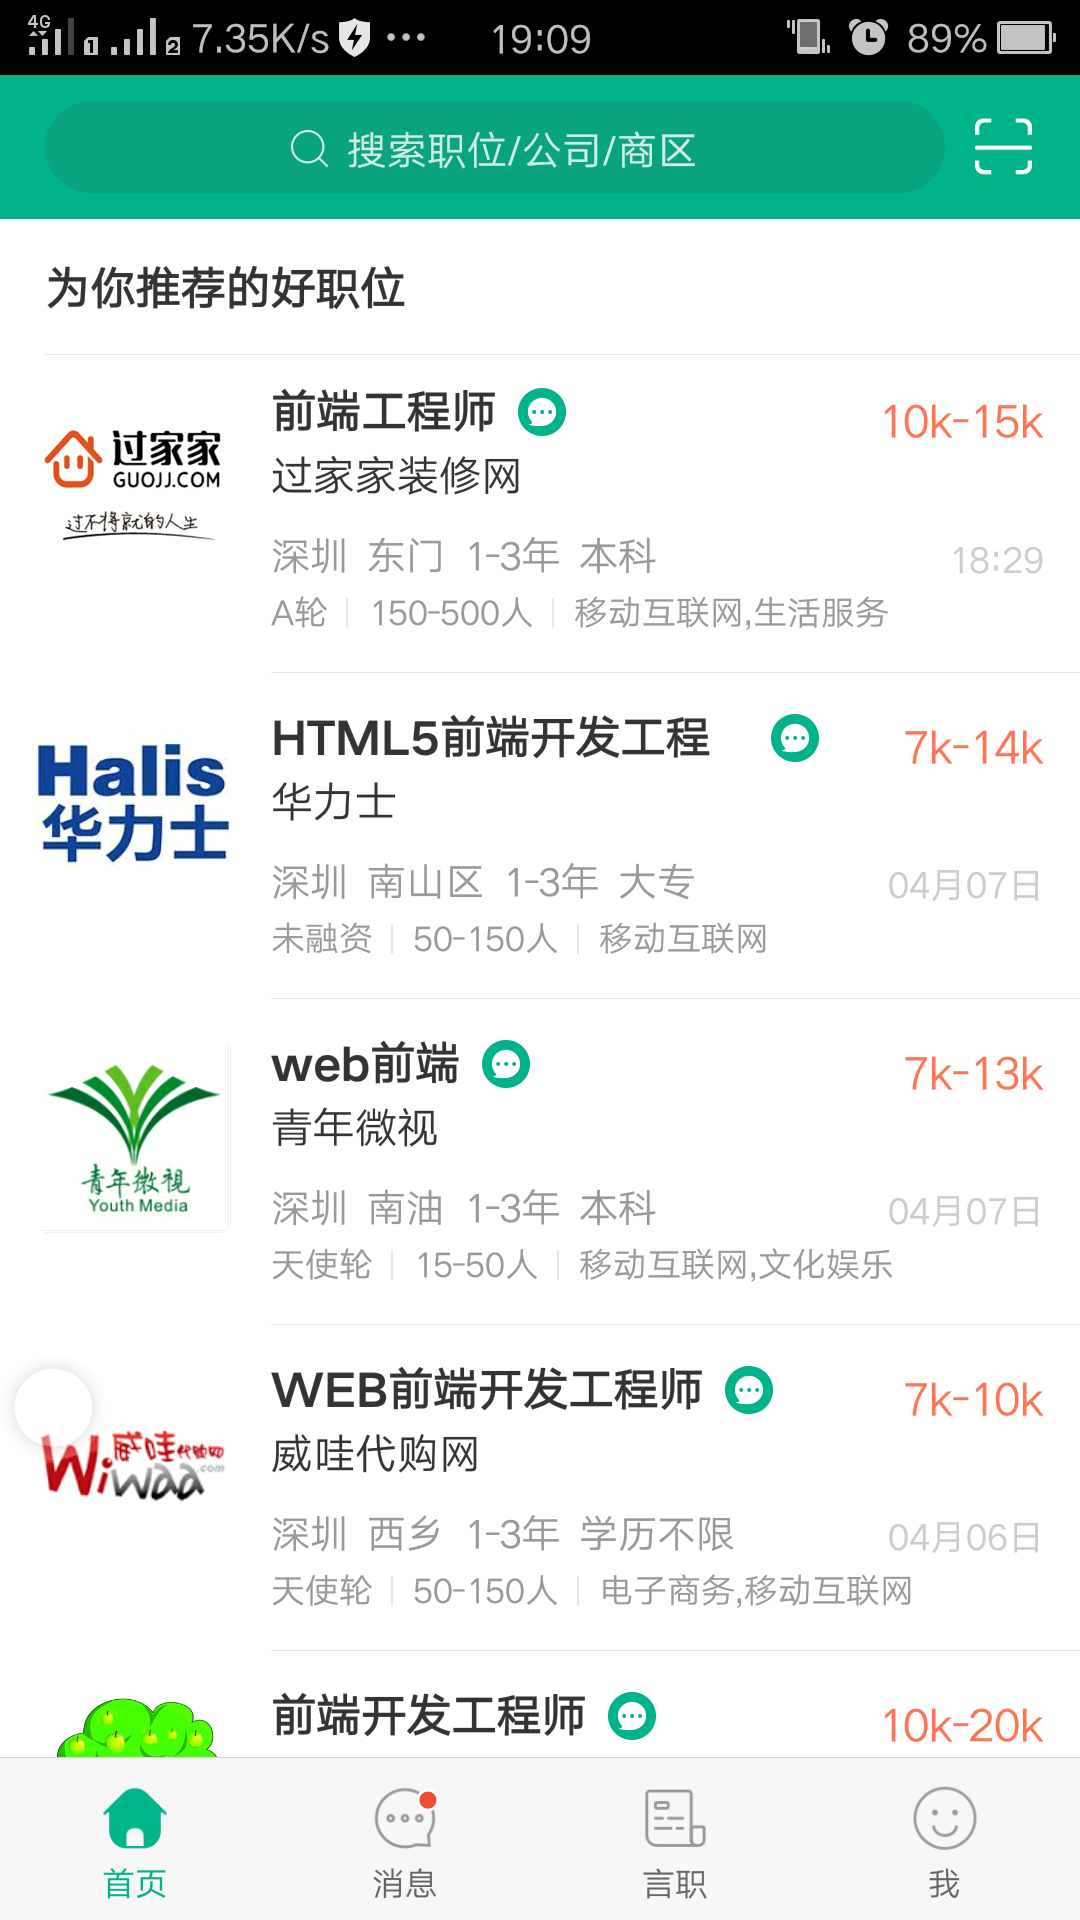 4G 1 2 7.35K/s 19:09 89%
搜索职位/公司/商区
为你推荐的好职位
过家家
GUOJJ.COM
过不得就的人生
前端工程师 10k-15k
过家家装修网
深圳 东门 1-3年 本科 18:29
A轮 150-500人 移动互联网,生活服务
Halis
华力士
HTML5前端开发工程 7k-14k
华力士
深圳 南山区 1-3年 大专 04月07日
未融资 50-150人 移动互联网
青年微視
Youth Media
web前端 7k-13k
青年微视
深圳 南油 1-3年 本科 04月07日
天使轮 15-50人 移动互联网,文化娱乐
威哇代购网
Wiwaa.com
WEB前端开发工程师 7k-10k
威哇代购网
深圳 西乡 1-3年 学历不限 04月06日
天使轮 50-150人 电子商务,移动互联网
前端开发工程师 10k-20k
首页 消息 言职 我